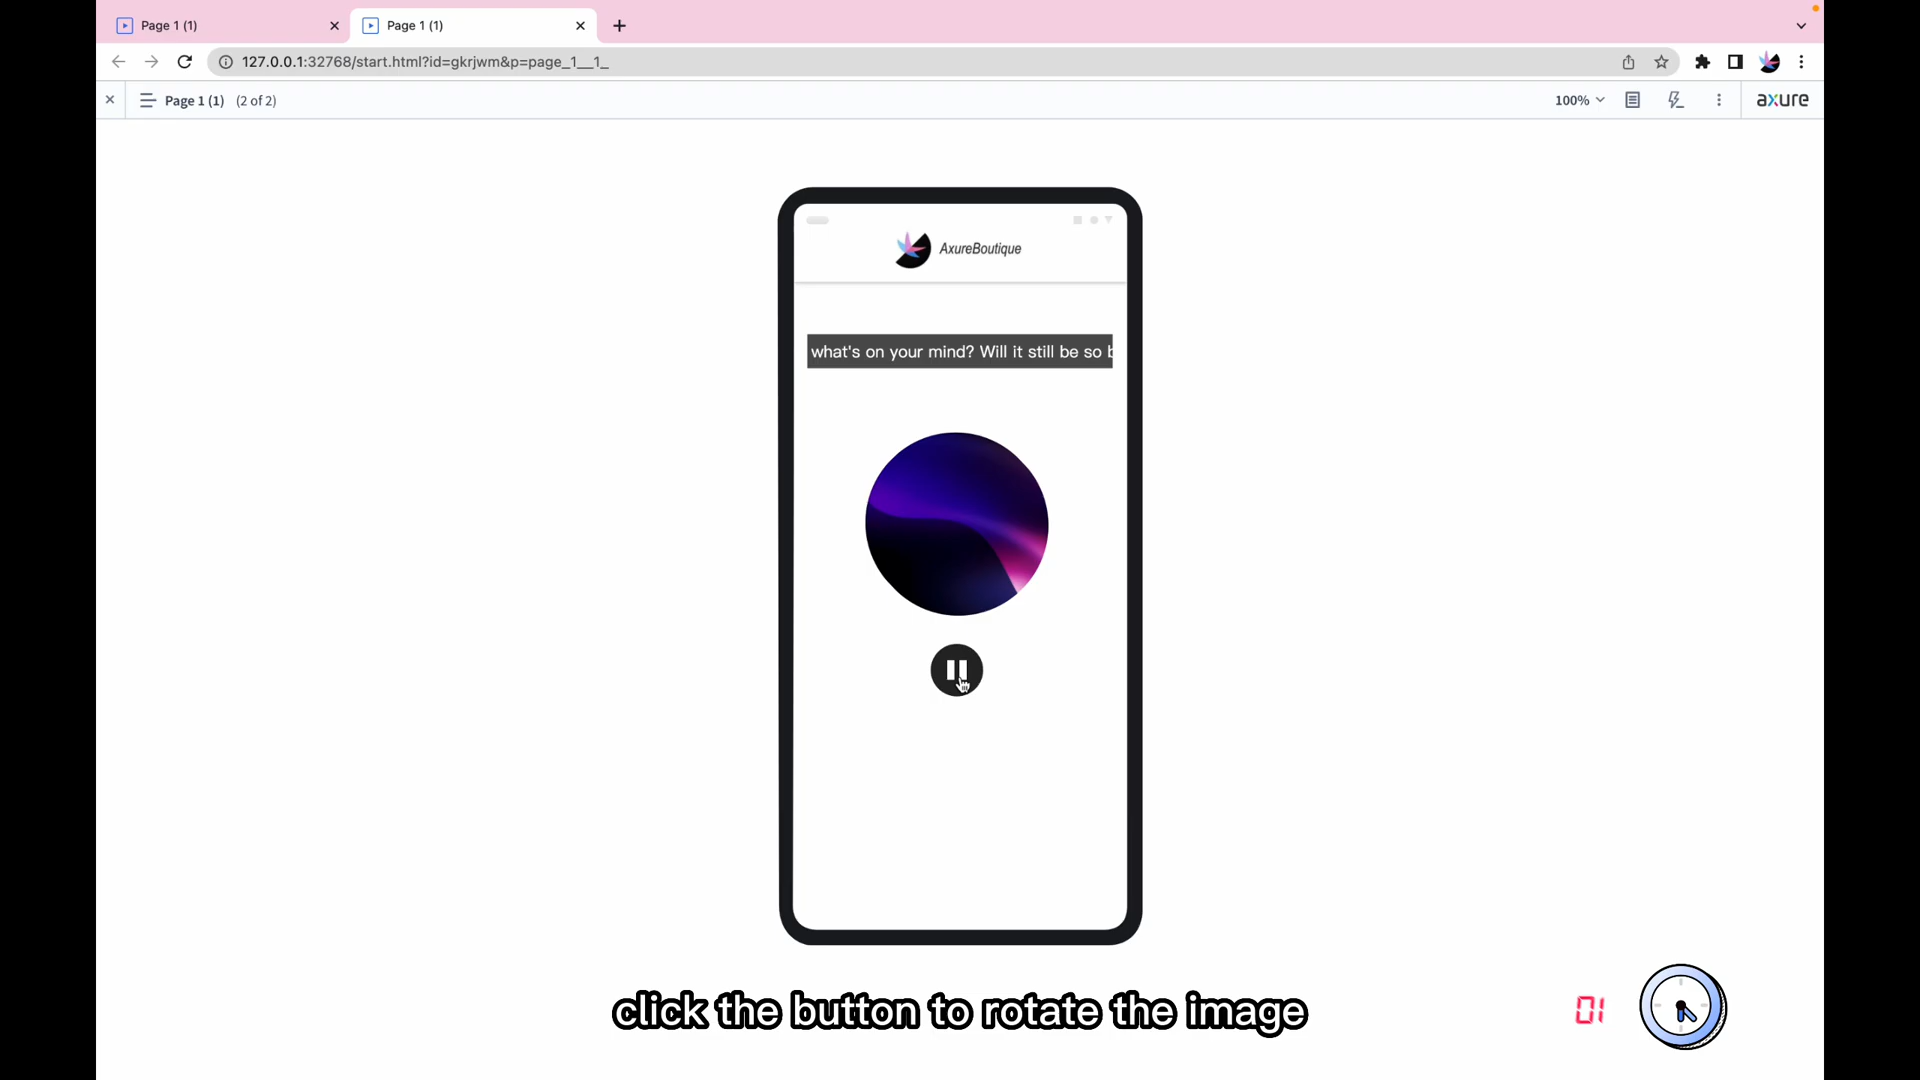 Page 1 (1)
Page 1 (1)
127.0.0.1:32768/start.html?id=gkrjwm&p=page_1__1_
Page 1 (1) (2 of 2)
100%
axure
AxureBoutique
what's on your mind? Will it still be so
click the button to rotate the image
01